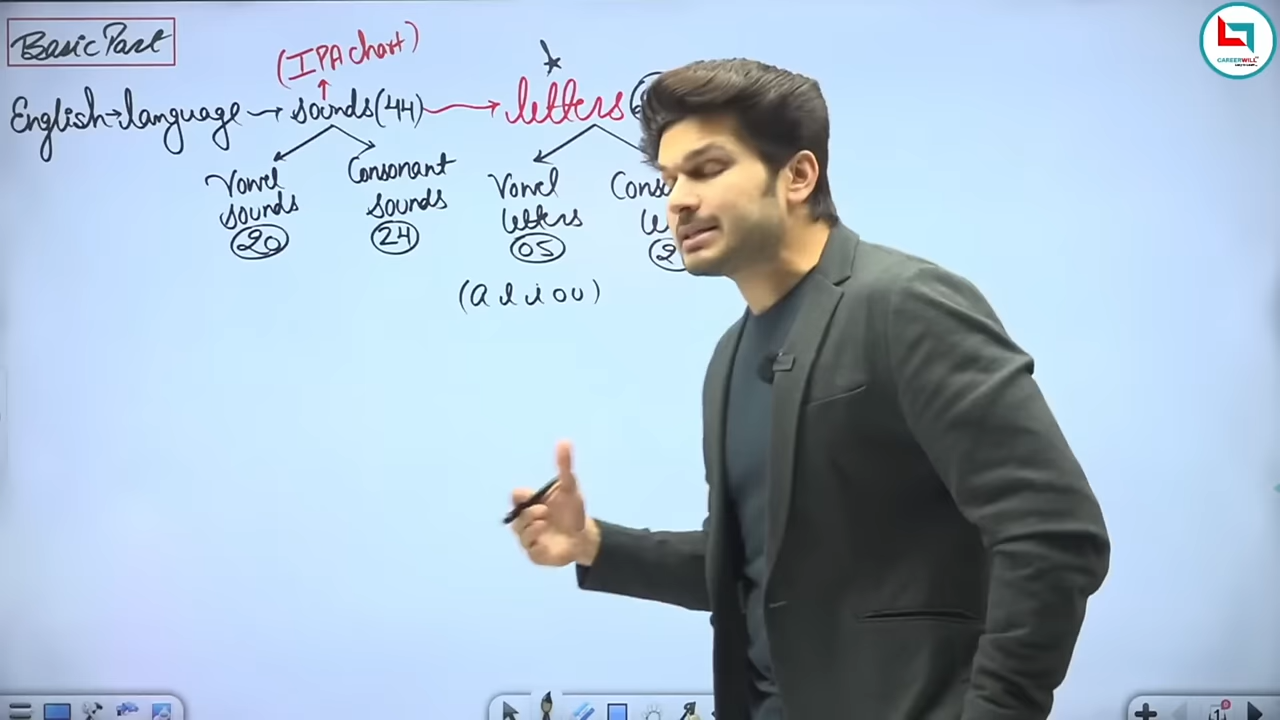 Basic Part
(IPA chart)
English → language → sounds (44) → letters
Vowel sounds 20
Consonant sounds 24
Vowel letters 05
(a e i o u)
CAREERWILL
1